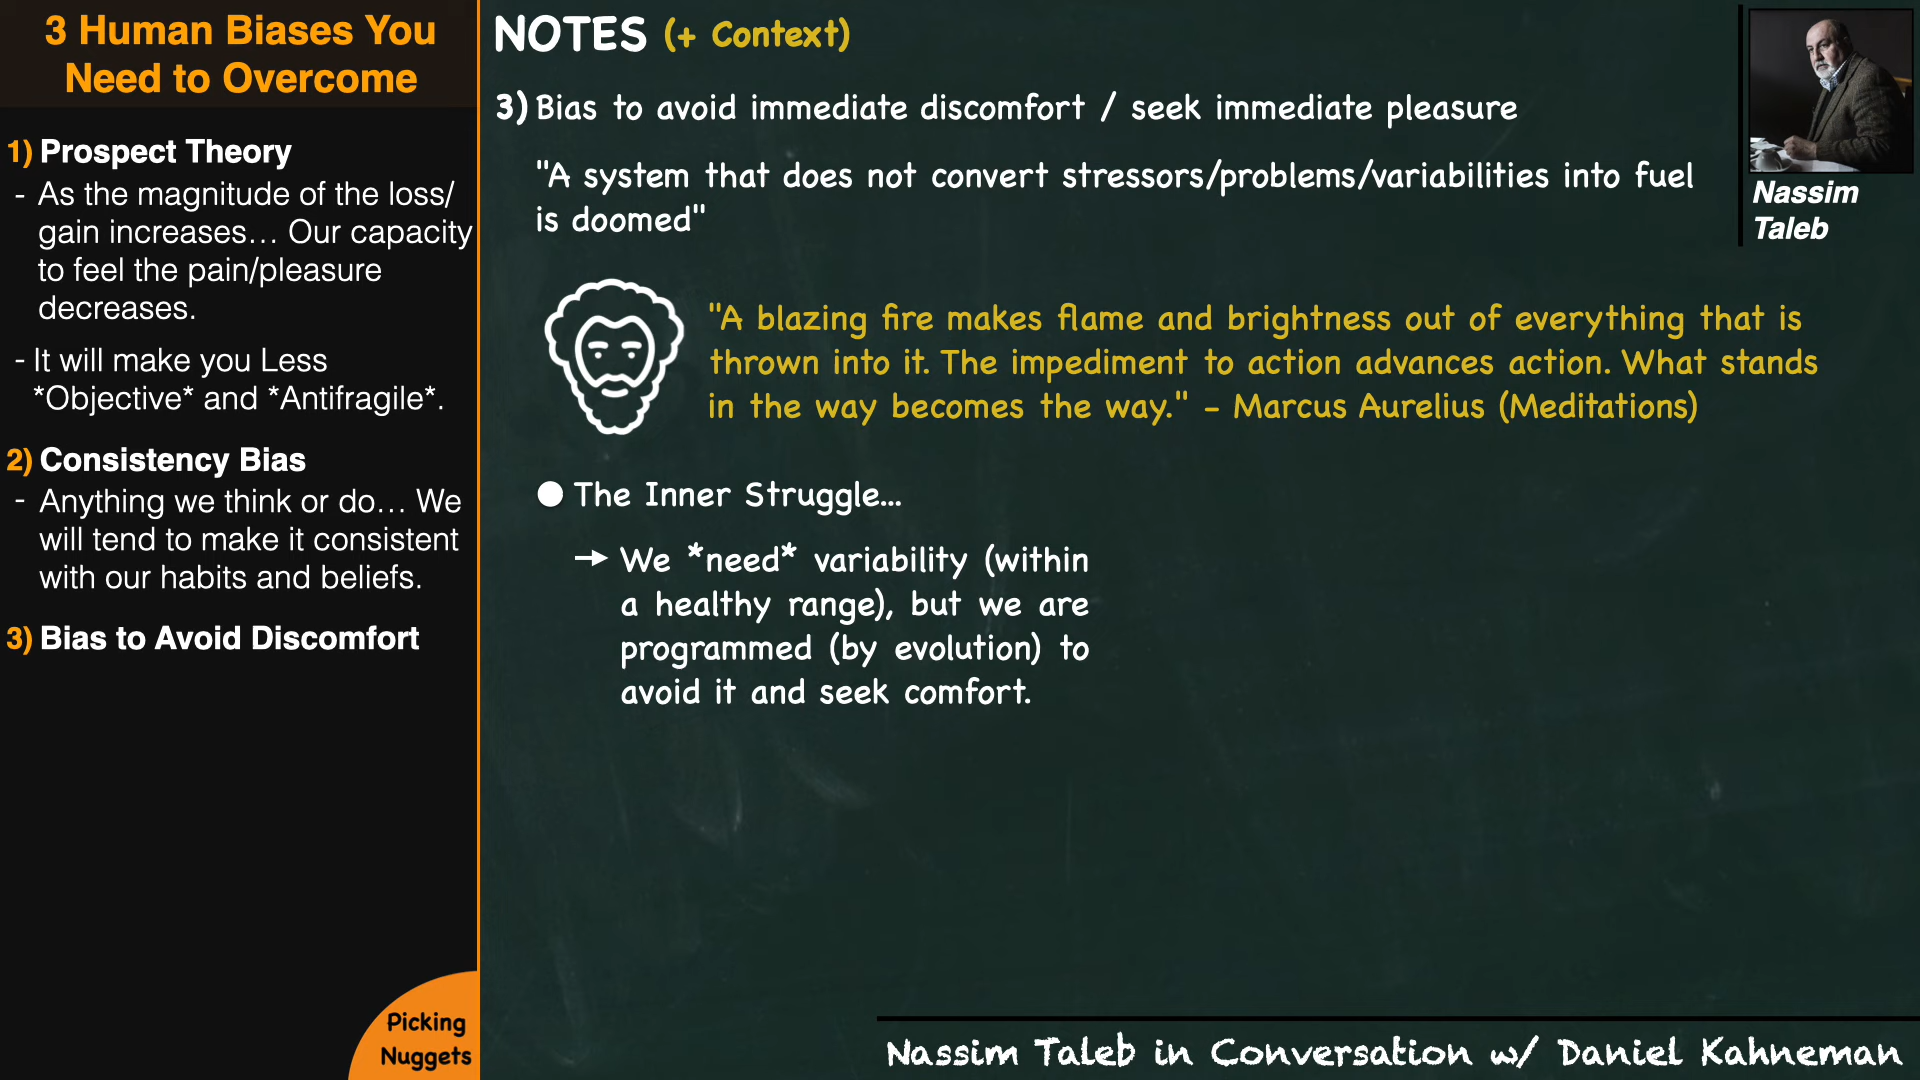 3 Human Biases You
Need to Overcome
1) Prospect Theory
- As the magnitude of the loss/
gain increases… Our capacity
to feel the pain/pleasure
decreases.
- It will make you Less
*Objective* and *Antifragile*.
2) Consistency Bias
- Anything we think or do… We
will tend to make it consistent
with our habits and beliefs.
3) Bias to Avoid Discomfort
Picking
Nuggets
NOTES (+ Context)
3) Bias to avoid immediate discomfort / seek immediate pleasure
"A system that does not convert stressors/problems/variabilities into fuel
is doomed"
"A blazing fire makes flame and brightness out of everything that is
thrown into it. The impediment to action advances action. What stands
in the way becomes the way." – Marcus Aurelius (Meditations)
● The Inner Struggle...
→ We *need* variability (within
a healthy range), but we are
programmed (by evolution) to
avoid it and seek comfort.
Nassim
Taleb
Nassim Taleb in Conversation w/ Daniel Kahneman